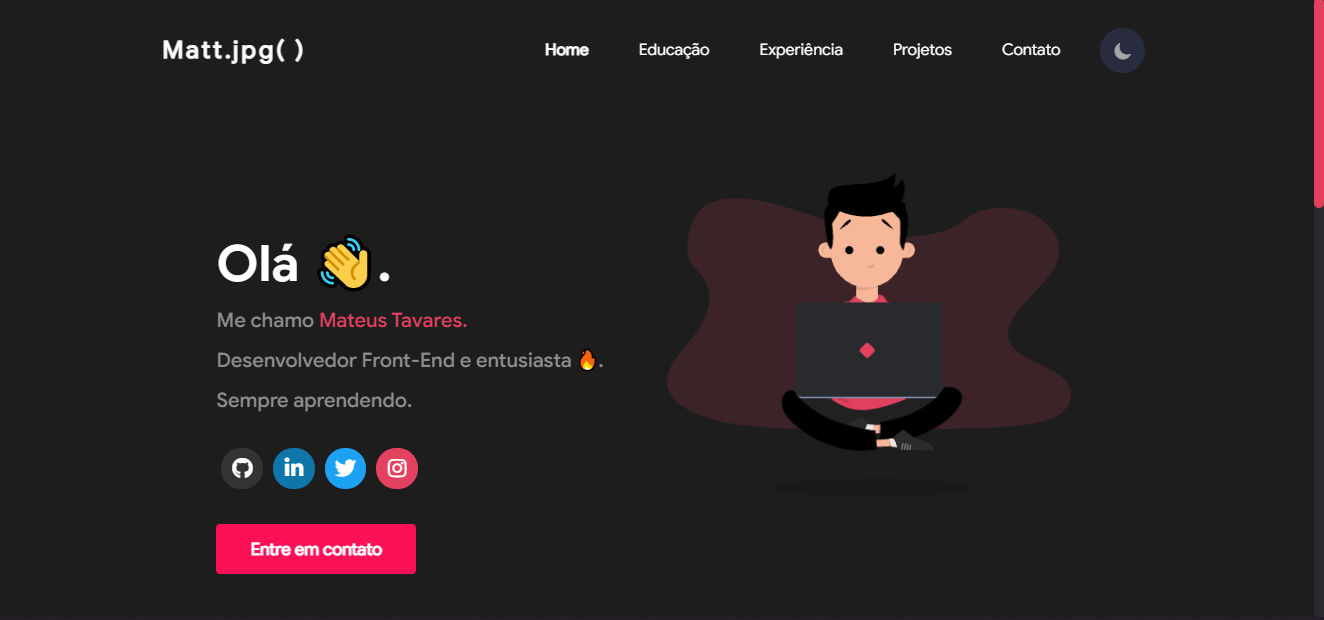 Matt.jpg( )
Home Educação Experiência Projetos Contato
Olá 👋.
Me chamo Mateus Tavares.
Desenvolvedor Front-End e entusiasta 🔥.
Sempre aprendendo.
in
Entre em contato